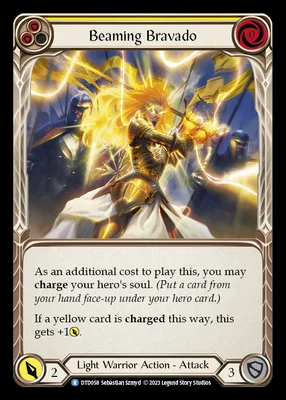 Beaming Bravado
As an additional cost to play this, you may
charge your hero's soul. (Put a card from
your hand face-up under your hero card.)
If a yellow card is charged this way, this
gets +1
2
Light Warrior Action - Attack
3
R DTD058 Sebastian Szmyd © 2023 Legend Story Studios